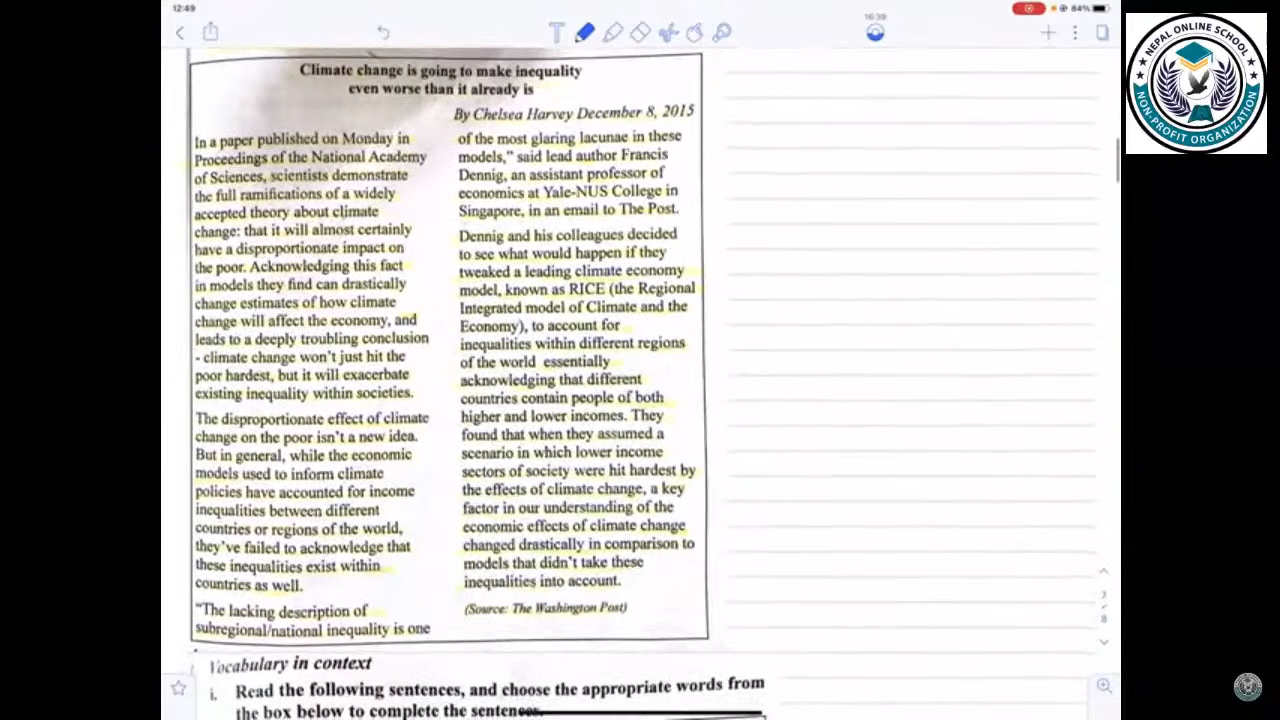 12:49
84%
16:39
NEPAL ONLINE SCHOOL
NON-PROFIT ORGANIZATION
Climate change is going to make inequality
even worse than it already is
By Chelsea Harvey December 8, 2015
In a paper published on Monday in
Proceedings of the National Academy
of Sciences, scientists demonstrate
the full ramifications of a widely
accepted theory about climate
change: that it will almost certainly
have a disproportionate impact on
the poor. Acknowledging this fact
in models they find can drastically
change estimates of how climate
change will affect the economy, and
leads to a deeply troubling conclusion
- climate change won't just hit the
poor hardest, but it will exacerbate
existing inequality within societies.
The disproportionate effect of climate
change on the poor isn't a new idea.
But in general, while the economic
models used to inform climate
policies have accounted for income
inequalities between different
countries or regions of the world,
they've failed to acknowledge that
these inequalities exist within
countries as well.
"The lacking description of
subregional/national inequality is one
of the most glaring lacunae in these
models," said lead author Francis
Dennig, an assistant professor of
economics at Yale-NUS College in
Singapore, in an email to The Post.
Dennig and his colleagues decided
to see what would happen if they
tweaked a leading climate economy
model, known as RICE (the Regional
Integrated model of Climate and the
Economy), to account for
inequalities within different regions
of the world essentially
acknowledging that different
countries contain people of both
higher and lower incomes. They
found that when they assumed a
scenario in which lower income
sectors of society were hit hardest by
the effects of climate change, a key
factor in our understanding of the
economic effects of climate change
changed drastically in comparison to
models that didn't take these
inequalities into account.
(Source: The Washington Post)
Vocabulary in context
i. Read the following sentences, and choose the appropriate words from
the box below to complete the sentences.
8